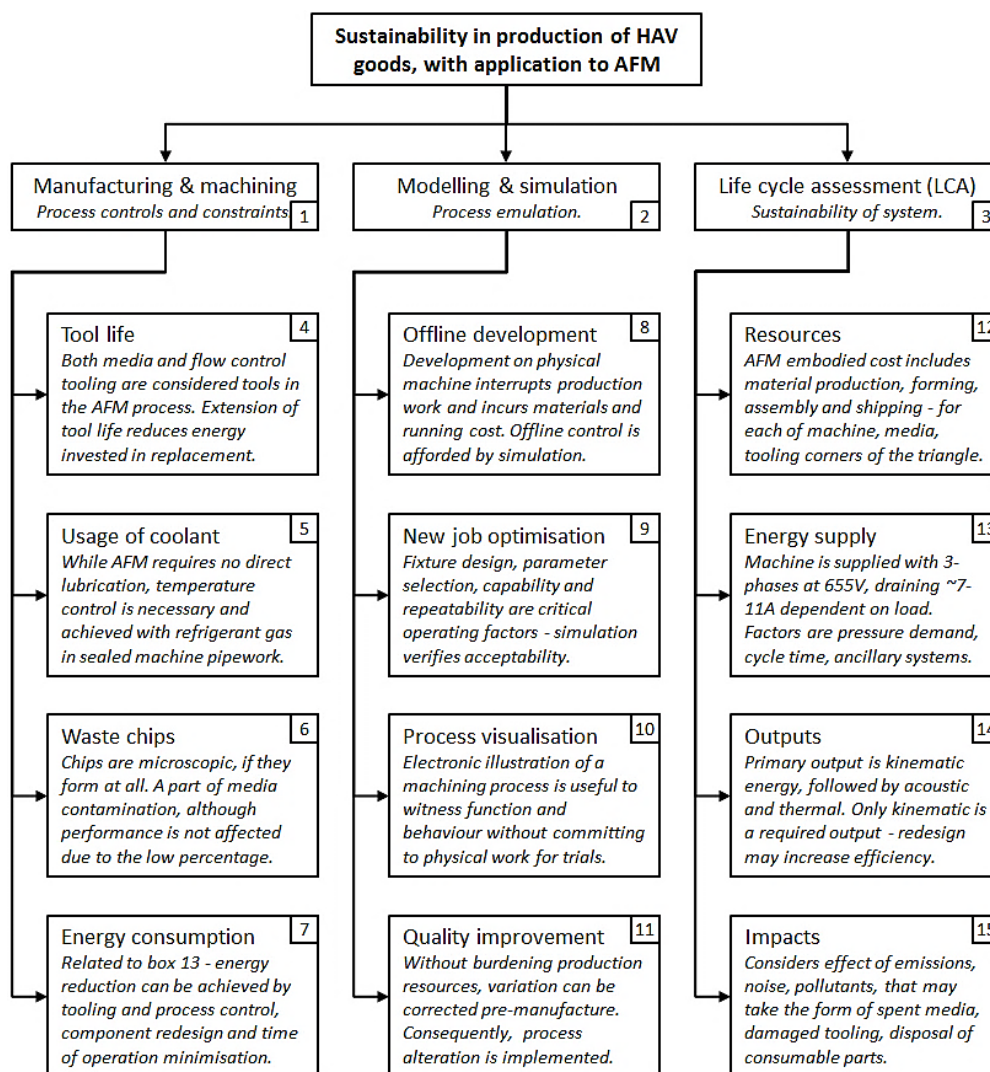 Sustainability in production of HAV
goods, with application to AFM
Manufacturing & machining
Process controls and constraints.
1
Modelling & simulation
Process emulation.
2
Life cycle assessment (LCA)
Sustainability of system.
3
Tool life
4
Both media and flow control
tooling are considered tools in
the AFM process. Extension of
tool life reduces energy
invested in replacement.
Usage of coolant
5
While AFM requires no direct
lubrication, temperature
control is necessary and
achieved with refrigerant gas
in sealed machine pipework.
Waste chips
6
Chips are microscopic, if they
form at all. A part of media
contamination, although
performance is not affected
due to the low percentage.
Energy consumption
7
Related to box 13 - energy
reduction can be achieved by
tooling and process control,
component redesign and time
of operation minimisation.
Offline development
8
Development on physical
machine interrupts production
work and incurs materials and
running cost. Offline control is
afforded by simulation.
New job optimisation
9
Fixture design, parameter
selection, capability and
repeatability are critical
operating factors - simulation
verifies acceptability.
Process visualisation
10
Electronic illustration of a
machining process is useful to
witness function and
behaviour without committing
to physical work for trials.
Quality improvement
11
Without burdening production
resources, variation can be
corrected pre-manufacture.
Consequently, process
alteration is implemented.
Resources
12
AFM embodied cost includes
material production, forming,
assembly and shipping - for
each of machine, media,
tooling corners of the triangle.
Energy supply
13
Machine is supplied with 3-
phases at 655V, draining ~7-
11A dependent on load.
Factors are pressure demand,
cycle time, ancillary systems.
Outputs
14
Primary output is kinematic
energy, followed by acoustic
and thermal. Only kinematic is
a required output - redesign
may increase efficiency.
Impacts
15
Considers effect of emissions,
noise, pollutants, that may
take the form of spent media,
damaged tooling, disposal of
consumable parts.